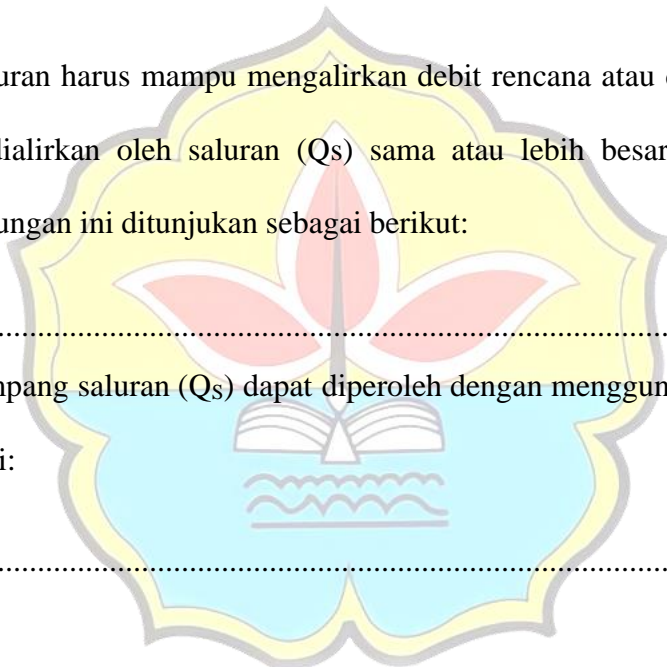 uran harus mampu mengalirkan debit rencana atau
dialirkan oleh saluran (Qs) sama atau lebih besar
ungan ini ditunjukan sebagai berikut:
..........................................................................................
npang saluran (Qs) dapat diperoleh dengan menggun
i:
..........................................................................................